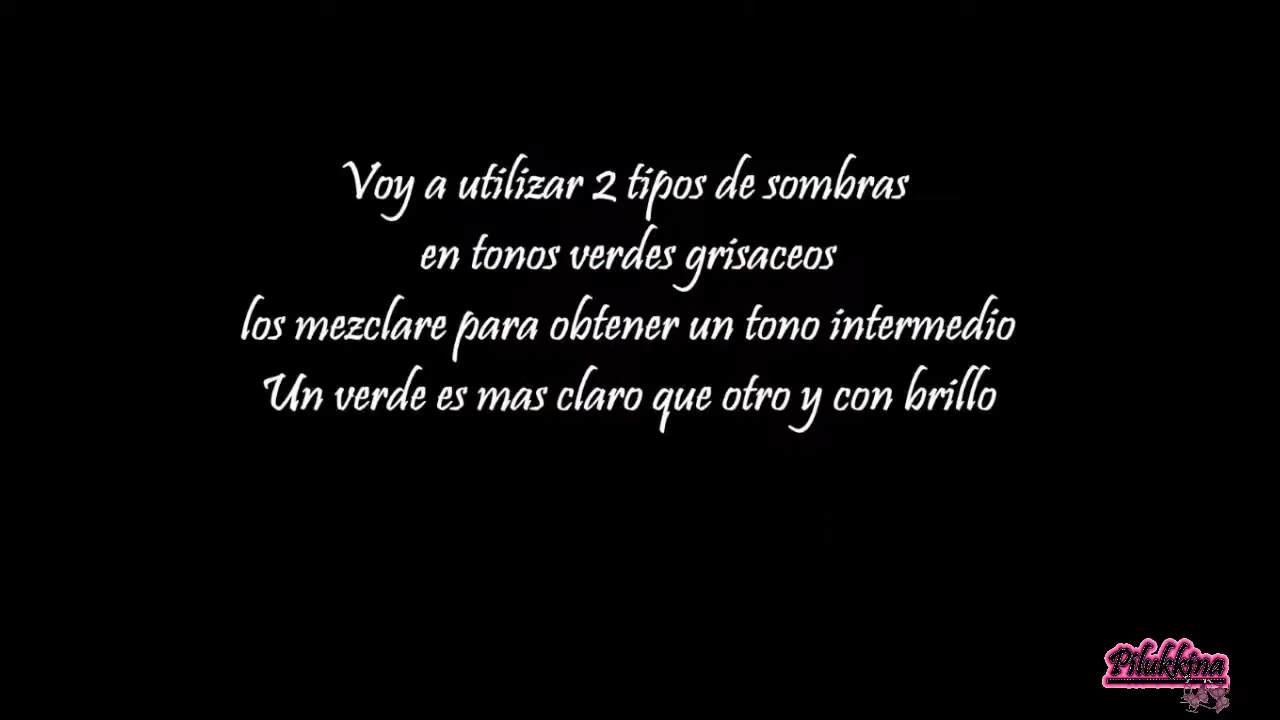 Voy a utilizar 2 tipos de sombras
en tonos verdes grisaceos
los mezclare para obtener un tono intermedio
Un verde es mas claro que otro y con brillo
Pilukkina